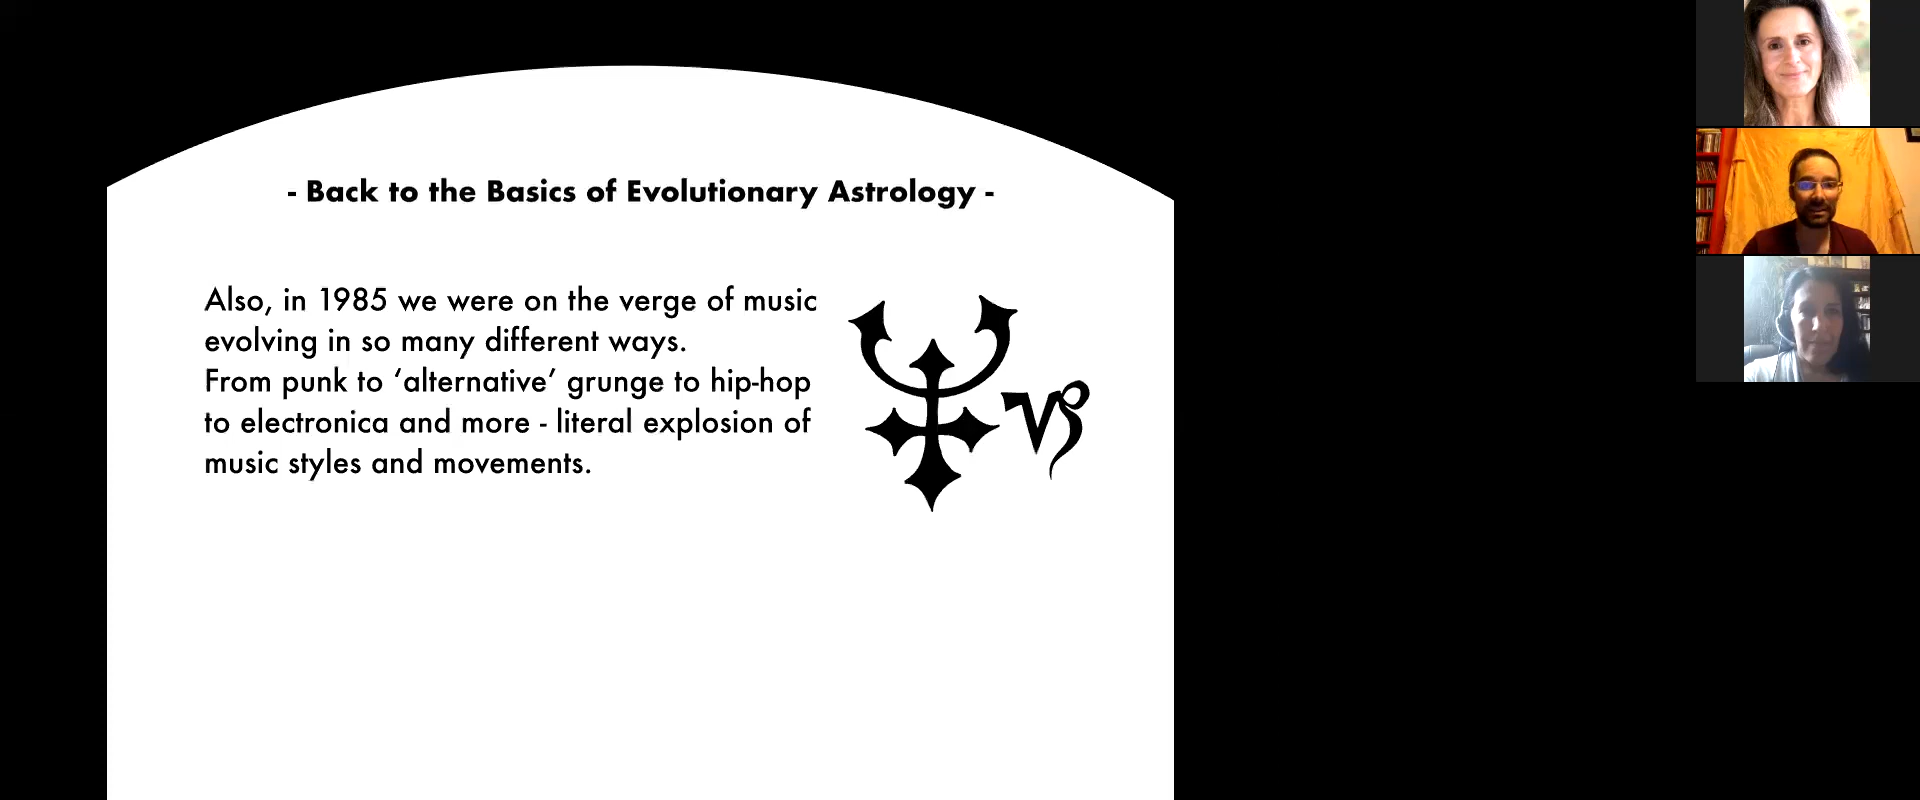 - Back to the Basics of Evolutionary Astrology -
Also, in 1985 we were on the verge of music
evolving in so many different ways.
From punk to ‘alternative’ grunge to hip-hop
to electronica and more - literal explosion of
music styles and movements.